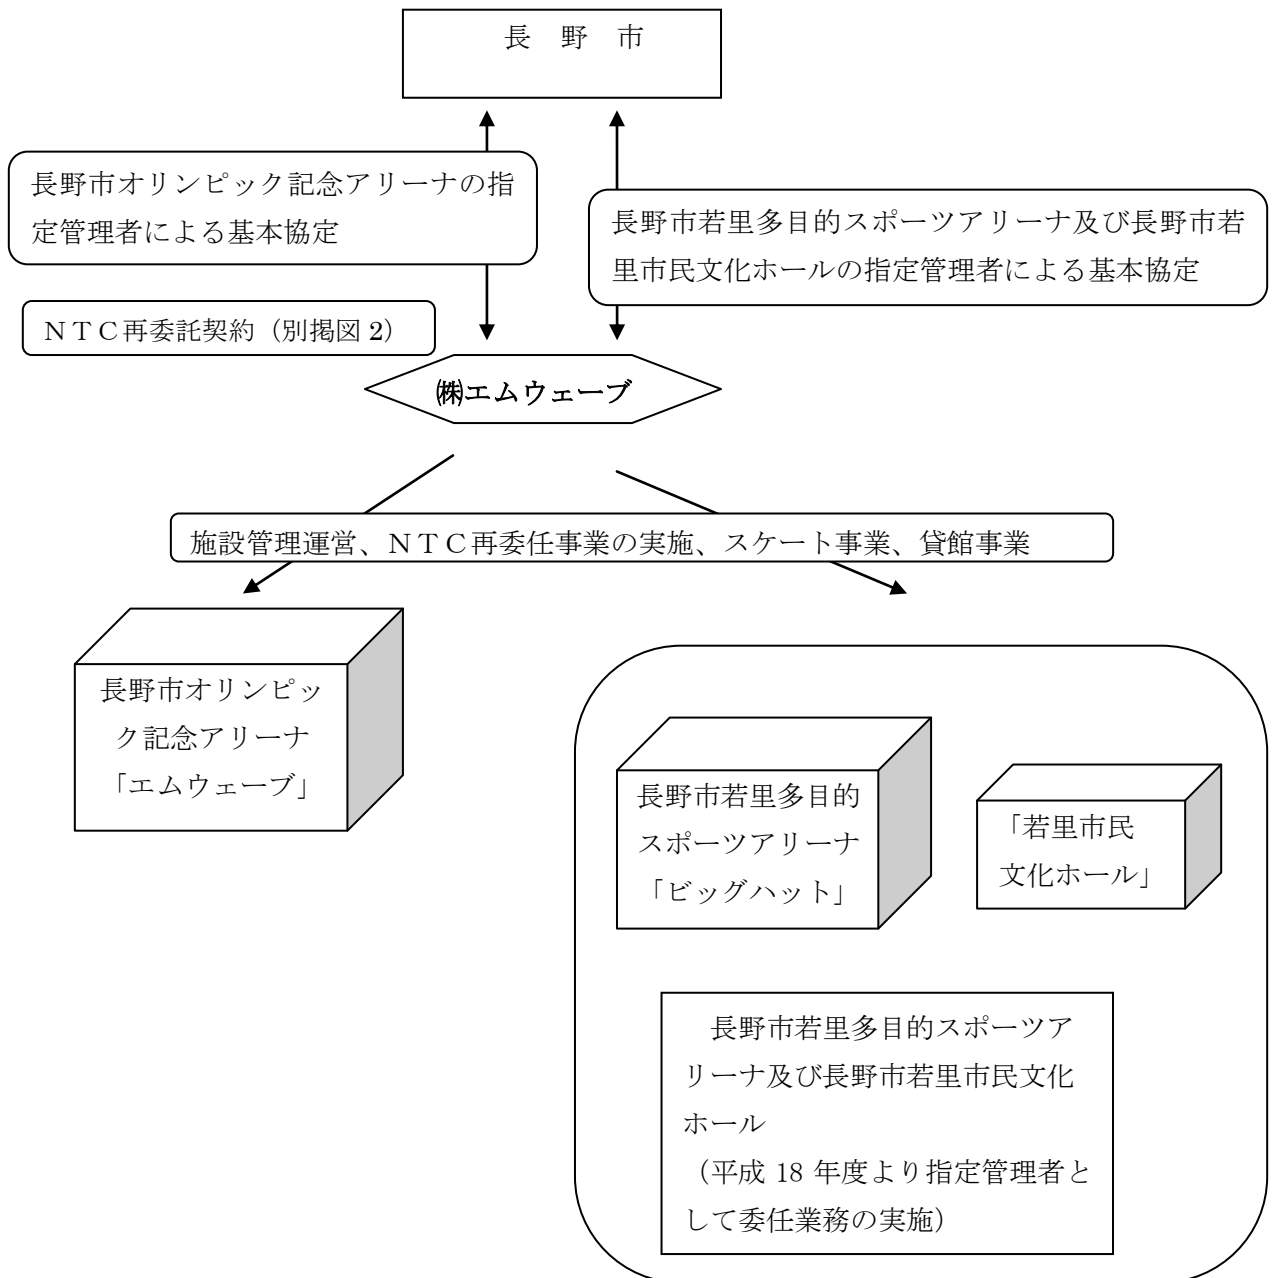 長　野　市
長野市オリンピック記念アリーナの指
定管理者による基本協定
長野市若里多目的スポーツアリーナ及び長野市若
里市民文化ホールの指定管理者による基本協定
ＮＴＣ再委託契約（別掲図 2）
㈱エムウェーブ
施設管理運営、ＮＴＣ再委任事業の実施、スケート事業、貸館事業
長野市オリンピッ
ク記念アリーナ
「エムウェーブ」
長野市若里多目的
スポーツアリーナ
「ビッグハット」
「若里市民
文化ホール」
長野市若里多目的スポーツア
リーナ及び長野市若里市民文化
ホール
（平成 18 年度より指定管理者と
して委任業務の実施）